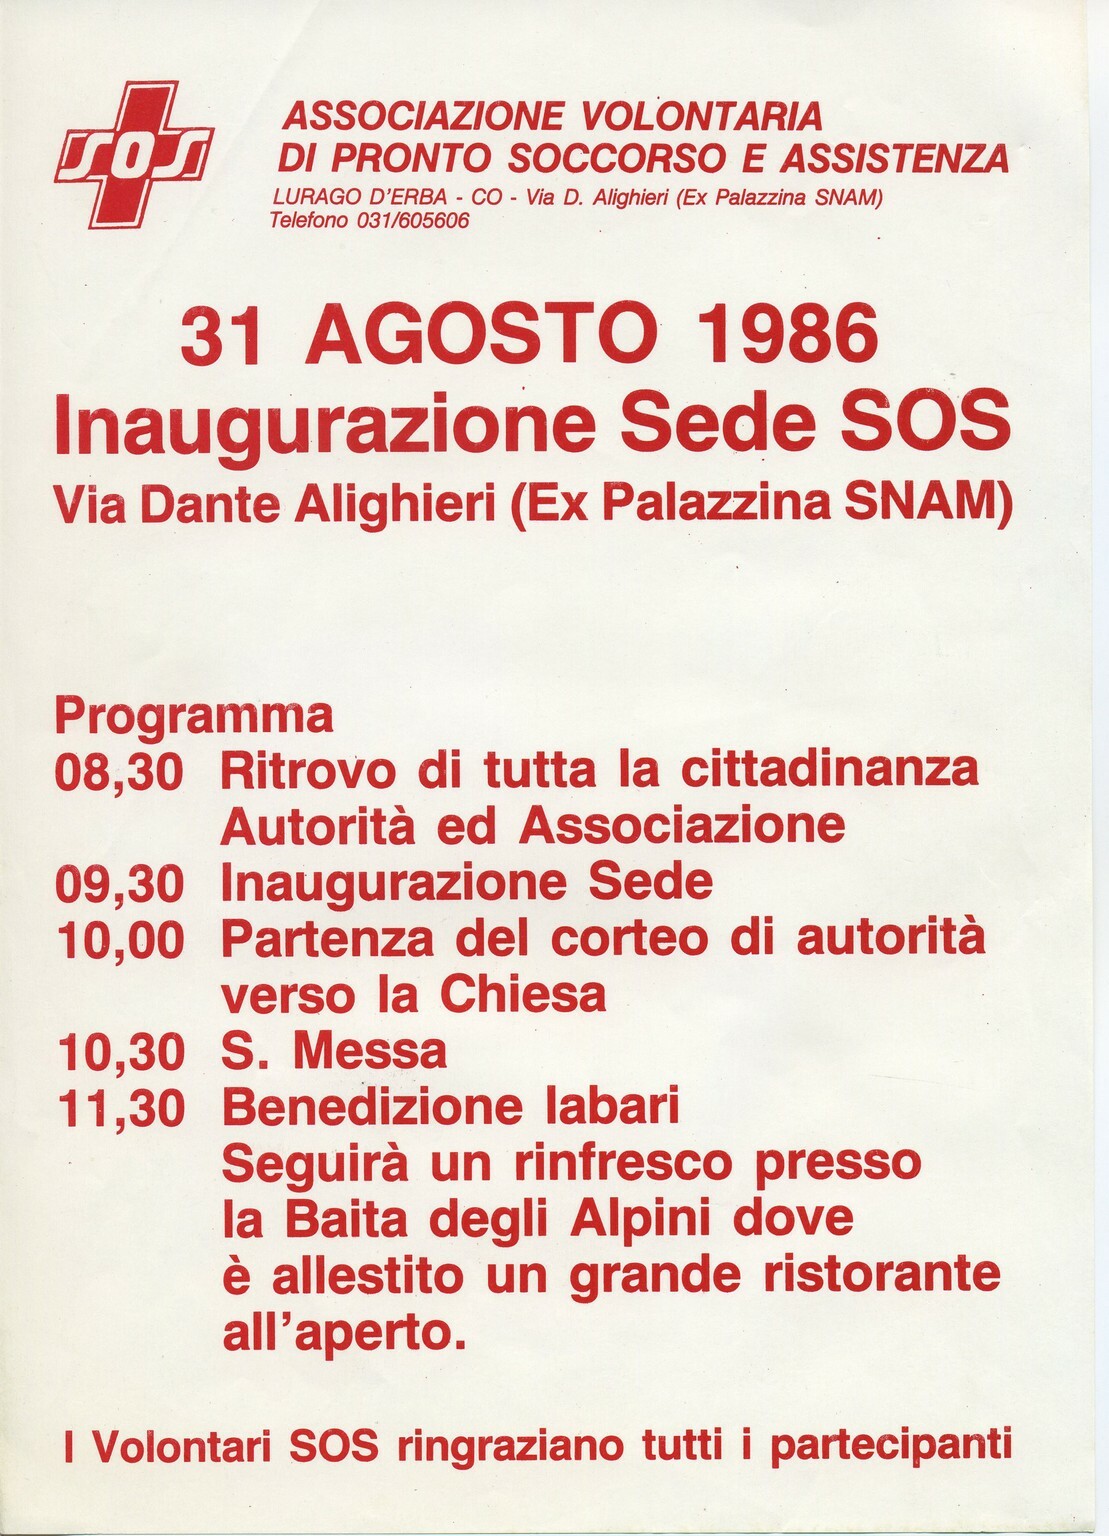 SOS
ASSOCIAZIONE VOLONTARIA
DI PRONTO SOCCORSO E ASSISTENZA
LURAGO D'ERBA - CO - Via D. Alighieri (Ex Palazzina SNAM)
Telefono 031/605606
31 AGOSTO 1986
Inaugurazione Sede SOS
Via Dante Alighieri (Ex Palazzina SNAM)
Programma
08,30 Ritrovo di tutta la cittadinanza
Autorità ed Associazione
09,30 Inaugurazione Sede
10,00 Partenza del corteo di autorità
verso la Chiesa
10,30 S. Messa
11,30 Benedizione labari
Seguirà un rinfresco presso
la Baita degli Alpini dove
è allestito un grande ristorante
all'aperto.
I Volontari SOS ringraziano tutti i partecipanti